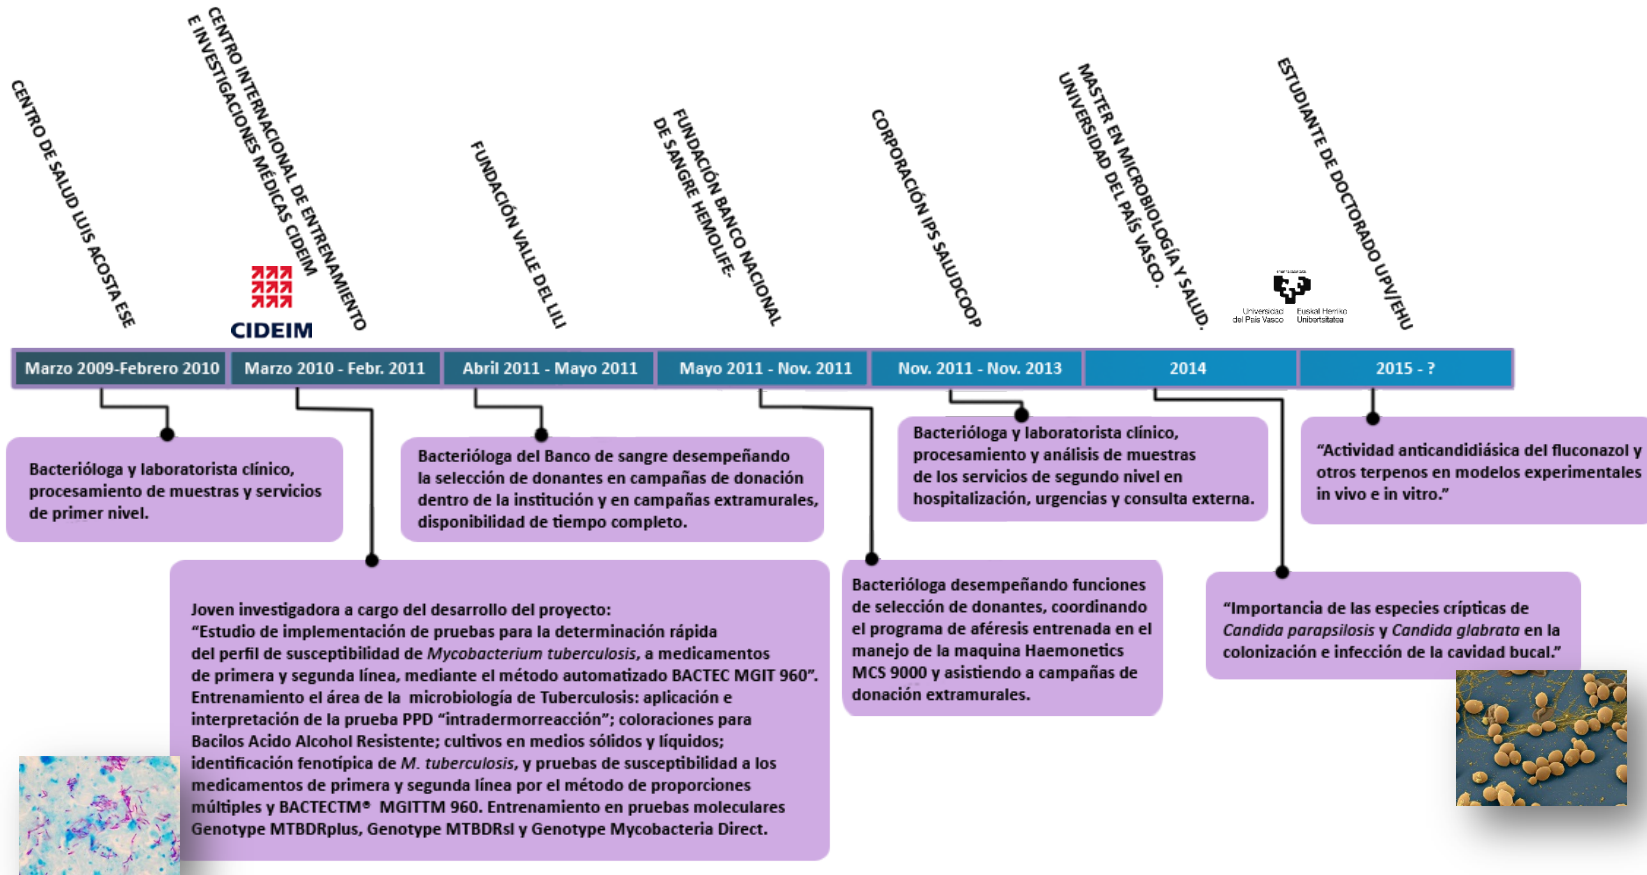 CENTRO DE SALUD LUIS ACOSTA ESE
CENTRO INTERNACIONAL DE ENTRENAMIENTO
E INVESTIGACIONES MÉDICAS CIDEIM
CIDEIM
FUNDACIÓN VALLE DEL LILI
FUNDACIÓN BANCO NACIONAL
DE SANGRE HEMOLIFE-
CORPORACIÓN IPS SALUDCOOP
MASTER EN MICROBIOLOGÍA Y SALUD.
UNIVERSIDAD DEL PAÍS VASCO.
Universidad
del País Vasco
Euskal Herriko
Unibertsitatea
ESTUDIANTE DE DOCTORADO UPV/EHU
Marzo 2009-Febrero 2010
Marzo 2010 - Febr. 2011
Abril 2011 - Mayo 2011
Mayo 2011 - Nov. 2011
Nov. 2011 - Nov. 2013
2014
2015 - ?
Bacterióloga y laboratorista clínico,
procesamiento de muestras y servicios
de primer nivel.
Joven investigadora a cargo del desarrollo del proyecto:
“Estudio de implementación de pruebas para la determinación rápida
del perfil de susceptibilidad de Mycobacterium tuberculosis, a medicamentos
de primera y segunda línea, mediante el método automatizado BACTEC MGIT 960”.
Entrenamiento el área de la microbiología de Tuberculosis: aplicación e
interpretación de la prueba PPD “intradermorreacción”; coloraciones para
Bacilos Acido Alcohol Resistente; cultivos en medios sólidos y líquidos;
identificación fenotípica de M. tuberculosis, y pruebas de susceptibilidad a los
medicamentos de primera y segunda línea por el método de proporciones
múltiples y BACTECTM® MGITTM 960. Entrenamiento en pruebas moleculares
Genotype MTBDRplus, Genotype MTBDRsl y Genotype Mycobacteria Direct.
Bacterióloga del Banco de sangre desempeñando
la selección de donantes en campañas de donación
dentro de la institución y en campañas extramurales,
disponibilidad de tiempo completo.
Bacterióloga desempeñando funciones
de selección de donantes, coordinando
el programa de aféresis entrenada en el
manejo de la maquina Haemonetics
MCS 9000 y asistiendo a campañas de
donación extramurales.
Bacterióloga y laboratorista clínico,
procesamiento y análisis de muestras
de los servicios de segundo nivel en
hospitalización, urgencias y consulta externa.
“Importancia de las especies crípticas de
Candida parapsilosis y Candida glabrata en la
colonización e infección de la cavidad bucal.”
“Actividad anticandidiásica del fluconazol y
otros terpenos en modelos experimentales
in vivo e in vitro.”